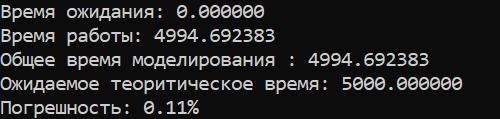 Время ожидания: 0.000000
Время работы: 4994.692383
Общее время моделирования : 4994.692383
Ожидаемое теоритическое время: 5000.000000
Погрешность: 0.11%